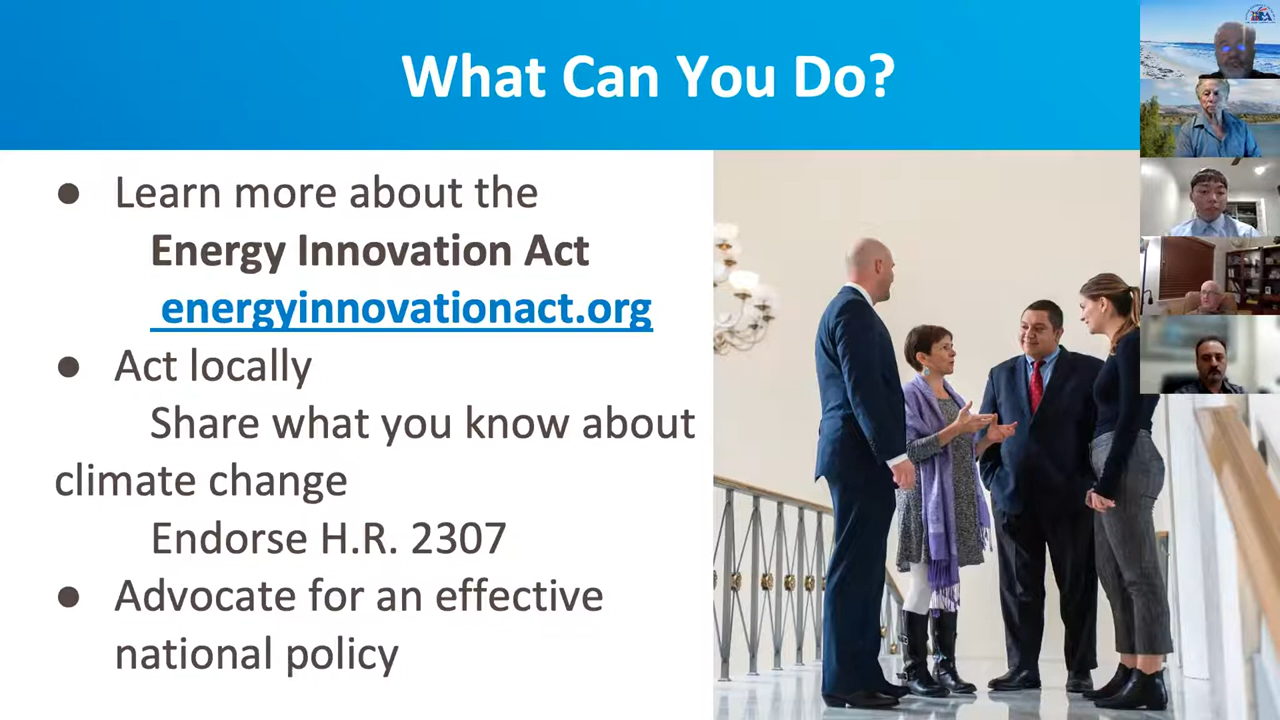 What Can You Do?
● Learn more about the
Energy Innovation Act
energyinnovationact.org
● Act locally
Share what you know about
climate change
Endorse H.R. 2307
● Advocate for an effective
national policy